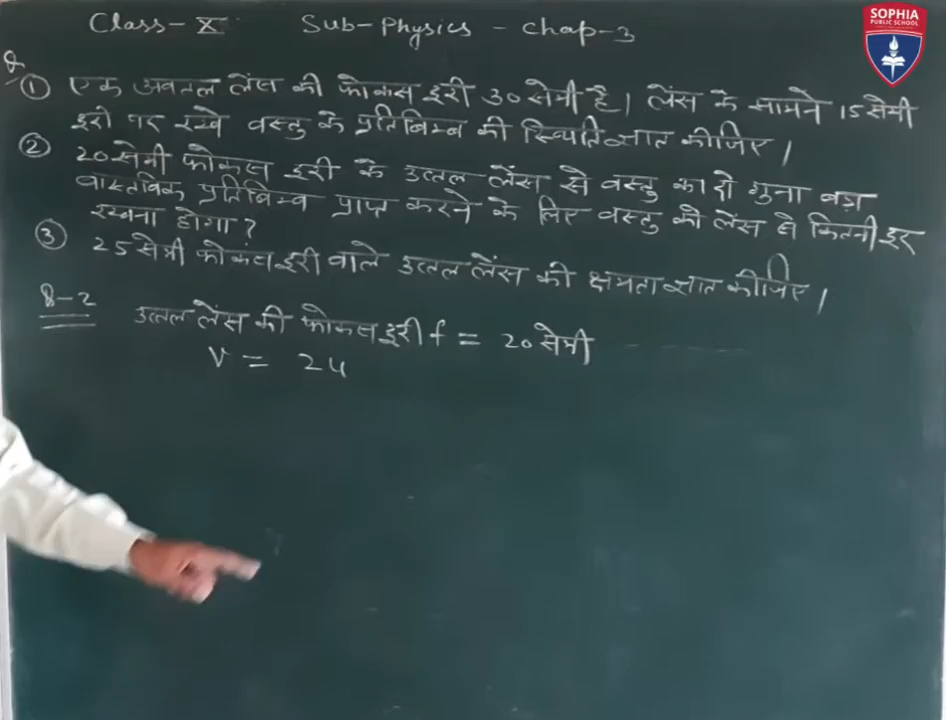 Class - X Sub - Physics - Chap - 3
SOPHIA
PUBLIC SCHOOL
Q
① एक अवतल लेंस की फोकस दूरी 30 सेमी है। लेंस के सामने 15 सेमी
दूरी पर रखे वस्तु के प्रतिबिम्ब की स्थिति ज्ञात कीजिए।
② 20 सेमी फोकस दूरी के उत्तल लेंस से वस्तु का दो गुना बड़ा
वास्तविक प्रतिबिम्ब प्राप्त करने के लिए वस्तु को लेंस से कितनी दूर
रखना होगा?
③ 25 सेमी फोकस दूरी वाले उत्तल लेंस की क्षमता ज्ञात कीजिए।
Q-2 उत्तल लेंस की फोकस दूरी f = 20 सेमी
v = 2u